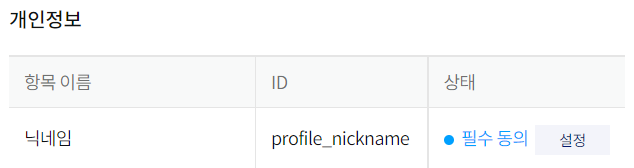 개인정보
항목 이름 ID 상태
닉네임 profile_nickname 필수 동의 설정